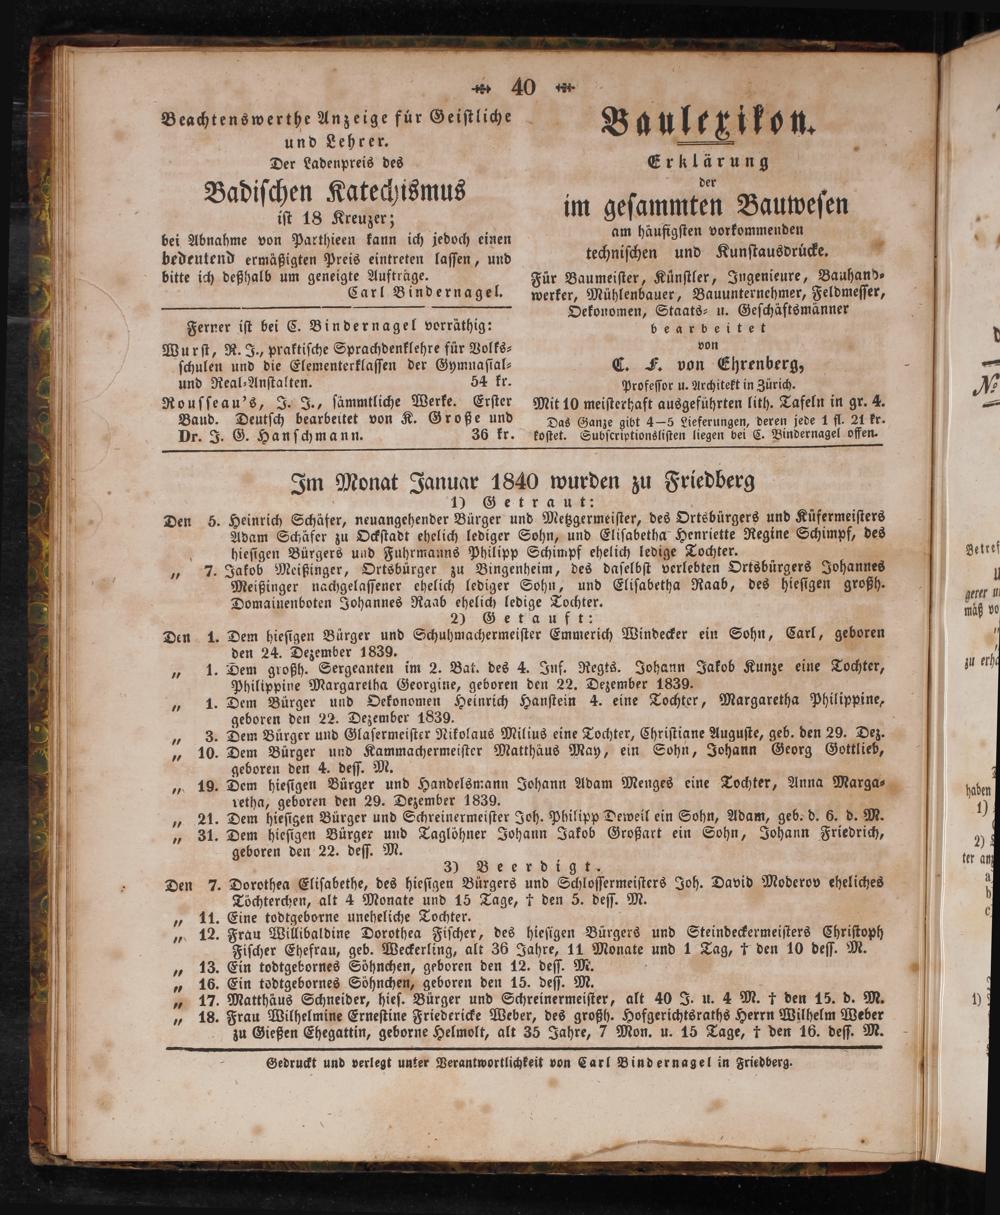 40
Beachtenswerthe Anzeige für Geistliche
und Lehrer.
Der Ladenpreis des
Badischen Katechismus
ist 18 Kreuzer;
bei Abnahme von Parthieen kann ich jedoch einen
bedeutend ermäßigten Preis eintreten lassen, und
bitte ich deßhalb um geneigte Aufträge.
Carl Bindernagel.
Ferner ist bei C. Bindernagel vorräthig:
Wurst, R. J., praktische Sprachdenklehre für Volks-
schulen und die Elementerklassen der Gymnasial-
und Real-Anstalten. 54 kr.
Rousseau's, J. J., sämmtliche Werke. Erster
Band. Deutsch bearbeitet von K. Große und
Dr. J. G. Hanschmann. 36 kr.
Baulexikon.
Erklärung
der
im gesammten Bauwesen
am häufigsten vorkommenden
technischen und Kunstausdrücke.
Für Baumeister, Künstler, Ingenieure, Bauhand-
werker, Mühlenbauer, Bauunternehmer, Feldmesser,
Oekonomen, Staats- u. Geschäftsmänner
bearbeitet
von
C. F. von Ehrenberg,
Professor u. Architekt in Zürich.
Mit 10 meisterhaft ausgeführten lith. Tafeln in gr. 4.
Das Ganze gibt 4—5 Lieferungen, deren jede 1 fl. 21 kr.
kostet. Subscriptionslisten liegen bei C. Bindernagel offen.
Im Monat Januar 1840 wurden zu Friedberg
1) Getraut:
Den 5. Heinrich Schäfer, neuangehender Bürger und Metzgermeister, des Ortsbürgers und Küfermeisters
Adam Schäfer zu Ockstadt ehelich lediger Sohn, und Elisabetha Henriette Regine Schimpf, des
hiesigen Bürgers und Fuhrmanns Philipp Schimpf ehelich ledige Tochter.
„ 7. Jakob Meißinger, Ortsbürger zu Bingenheim, des daselbst verlebten Ortsbürgers Johannes
Meißinger nachgelassener ehelich lediger Sohn, und Elisabetha Raab, des hiesigen großh.
Domainenboten Johannes Raab ehelich ledige Tochter.
2) Getauft:
Den 1. Dem hiesigen Bürger und Schuhmachermeister Emmerich Windecker ein Sohn, Carl, geboren
den 24. Dezember 1839.
„ 1. Dem großh. Sergeanten im 2. Bat. des 4. Inf. Regts. Johann Jakob Kunze eine Tochter,
Philippine Margaretha Georgine, geboren den 22. Dezember 1839.
„ 1. Dem Bürger und Oekonomen Heinrich Hanstein 4. eine Tochter, Margaretha Philippine,
geboren den 22. Dezember 1839.
„ 3. Dem Bürger und Glasermeister Nikolaus Milius eine Tochter, Christiane Auguste, geb. den 29. Dez.
„ 10. Dem Bürger und Kammachermeister Matthäus May, ein Sohn, Johann Georg Gottlieb,
geboren den 4. dess. M.
„ 19. Dem hiesigen Bürger und Handelsmann Johann Adam Menges eine Tochter, Anna Marga-
retha, geboren den 29. Dezember 1839.
„ 21. Dem hiesigen Bürger und Schreinermeister Joh. Philipp Deweil ein Sohn, Adam, geb. d. 6. d. M.
„ 31. Dem hiesigen Bürger und Taglöhner Johann Jakob Großart ein Sohn, Johann Friedrich,
geboren den 22. dess. M.
3) Beerdigt.
Den 7. Dorothea Elisabethe, des hiesigen Bürgers und Schlossermeisters Joh. David Moderov eheliches
Töchterchen, alt 4 Monate und 15 Tage, † den 5. dess. M.
„ 11. Eine todtgeborne uneheliche Tochter.
„ 12. Frau Willibaldine Dorothea Fischer, des hiesigen Bürgers und Steindeckermeisters Christoph
Fischer Ehefrau, geb. Weckerling, alt 36 Jahre, 11 Monate und 1 Tag, † den 10 dess. M.
„ 13. Ein todtgebornes Söhnchen, geboren den 12. dess. M.
„ 16. Ein todtgebornes Söhnchen, geboren den 15. dess. M.
„ 17. Matthäus Schneider, hies. Bürger und Schreinermeister, alt 40 J. u. 4 M. † den 15. d. M.
„ 18. Frau Wilhelmine Ernestine Friedericke Weber, des großh. Hofgerichtsraths Herrn Wilhelm Weber
zu Gießen Ehegattin, geborne Helmolt, alt 35 Jahre, 7 Mon. u. 15 Tage, † den 16. dess. M.
Gedruckt und verlegt unter Verantwortlichkeit von Carl Bindernagel in Friedberg.
№
haben
1)
2)
a
b
c
1)